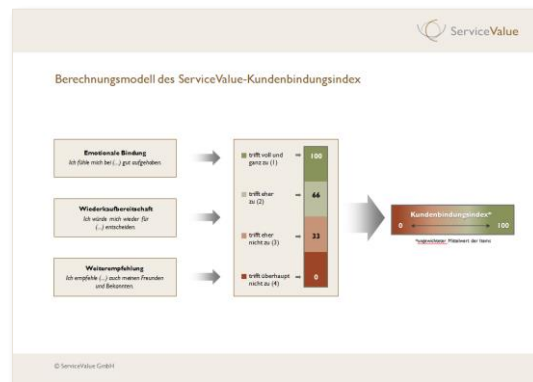 ServiceValue
Berechnungsmodell des ServiceValue-Kundenbindungsindex
Emotionale Bindung
Ich fühle mich bei (...) gut aufgehoben.
Wiederkaufbereitschaft
Ich würde mich wieder für
(...) entscheiden.
Weiterempfehlung
Ich empfehle (...) auch meinen Freunden
und Bekannten.
trifft voll und
ganz zu (1)
100
trifft eher
zu (2)
66
trifft eher
nicht zu (3)
33
trifft überhaupt
nicht zu (4)
0
Kundenbindungsindex*
0
100
*ungewichteter Mittelwert der Items
© ServiceValue GmbH